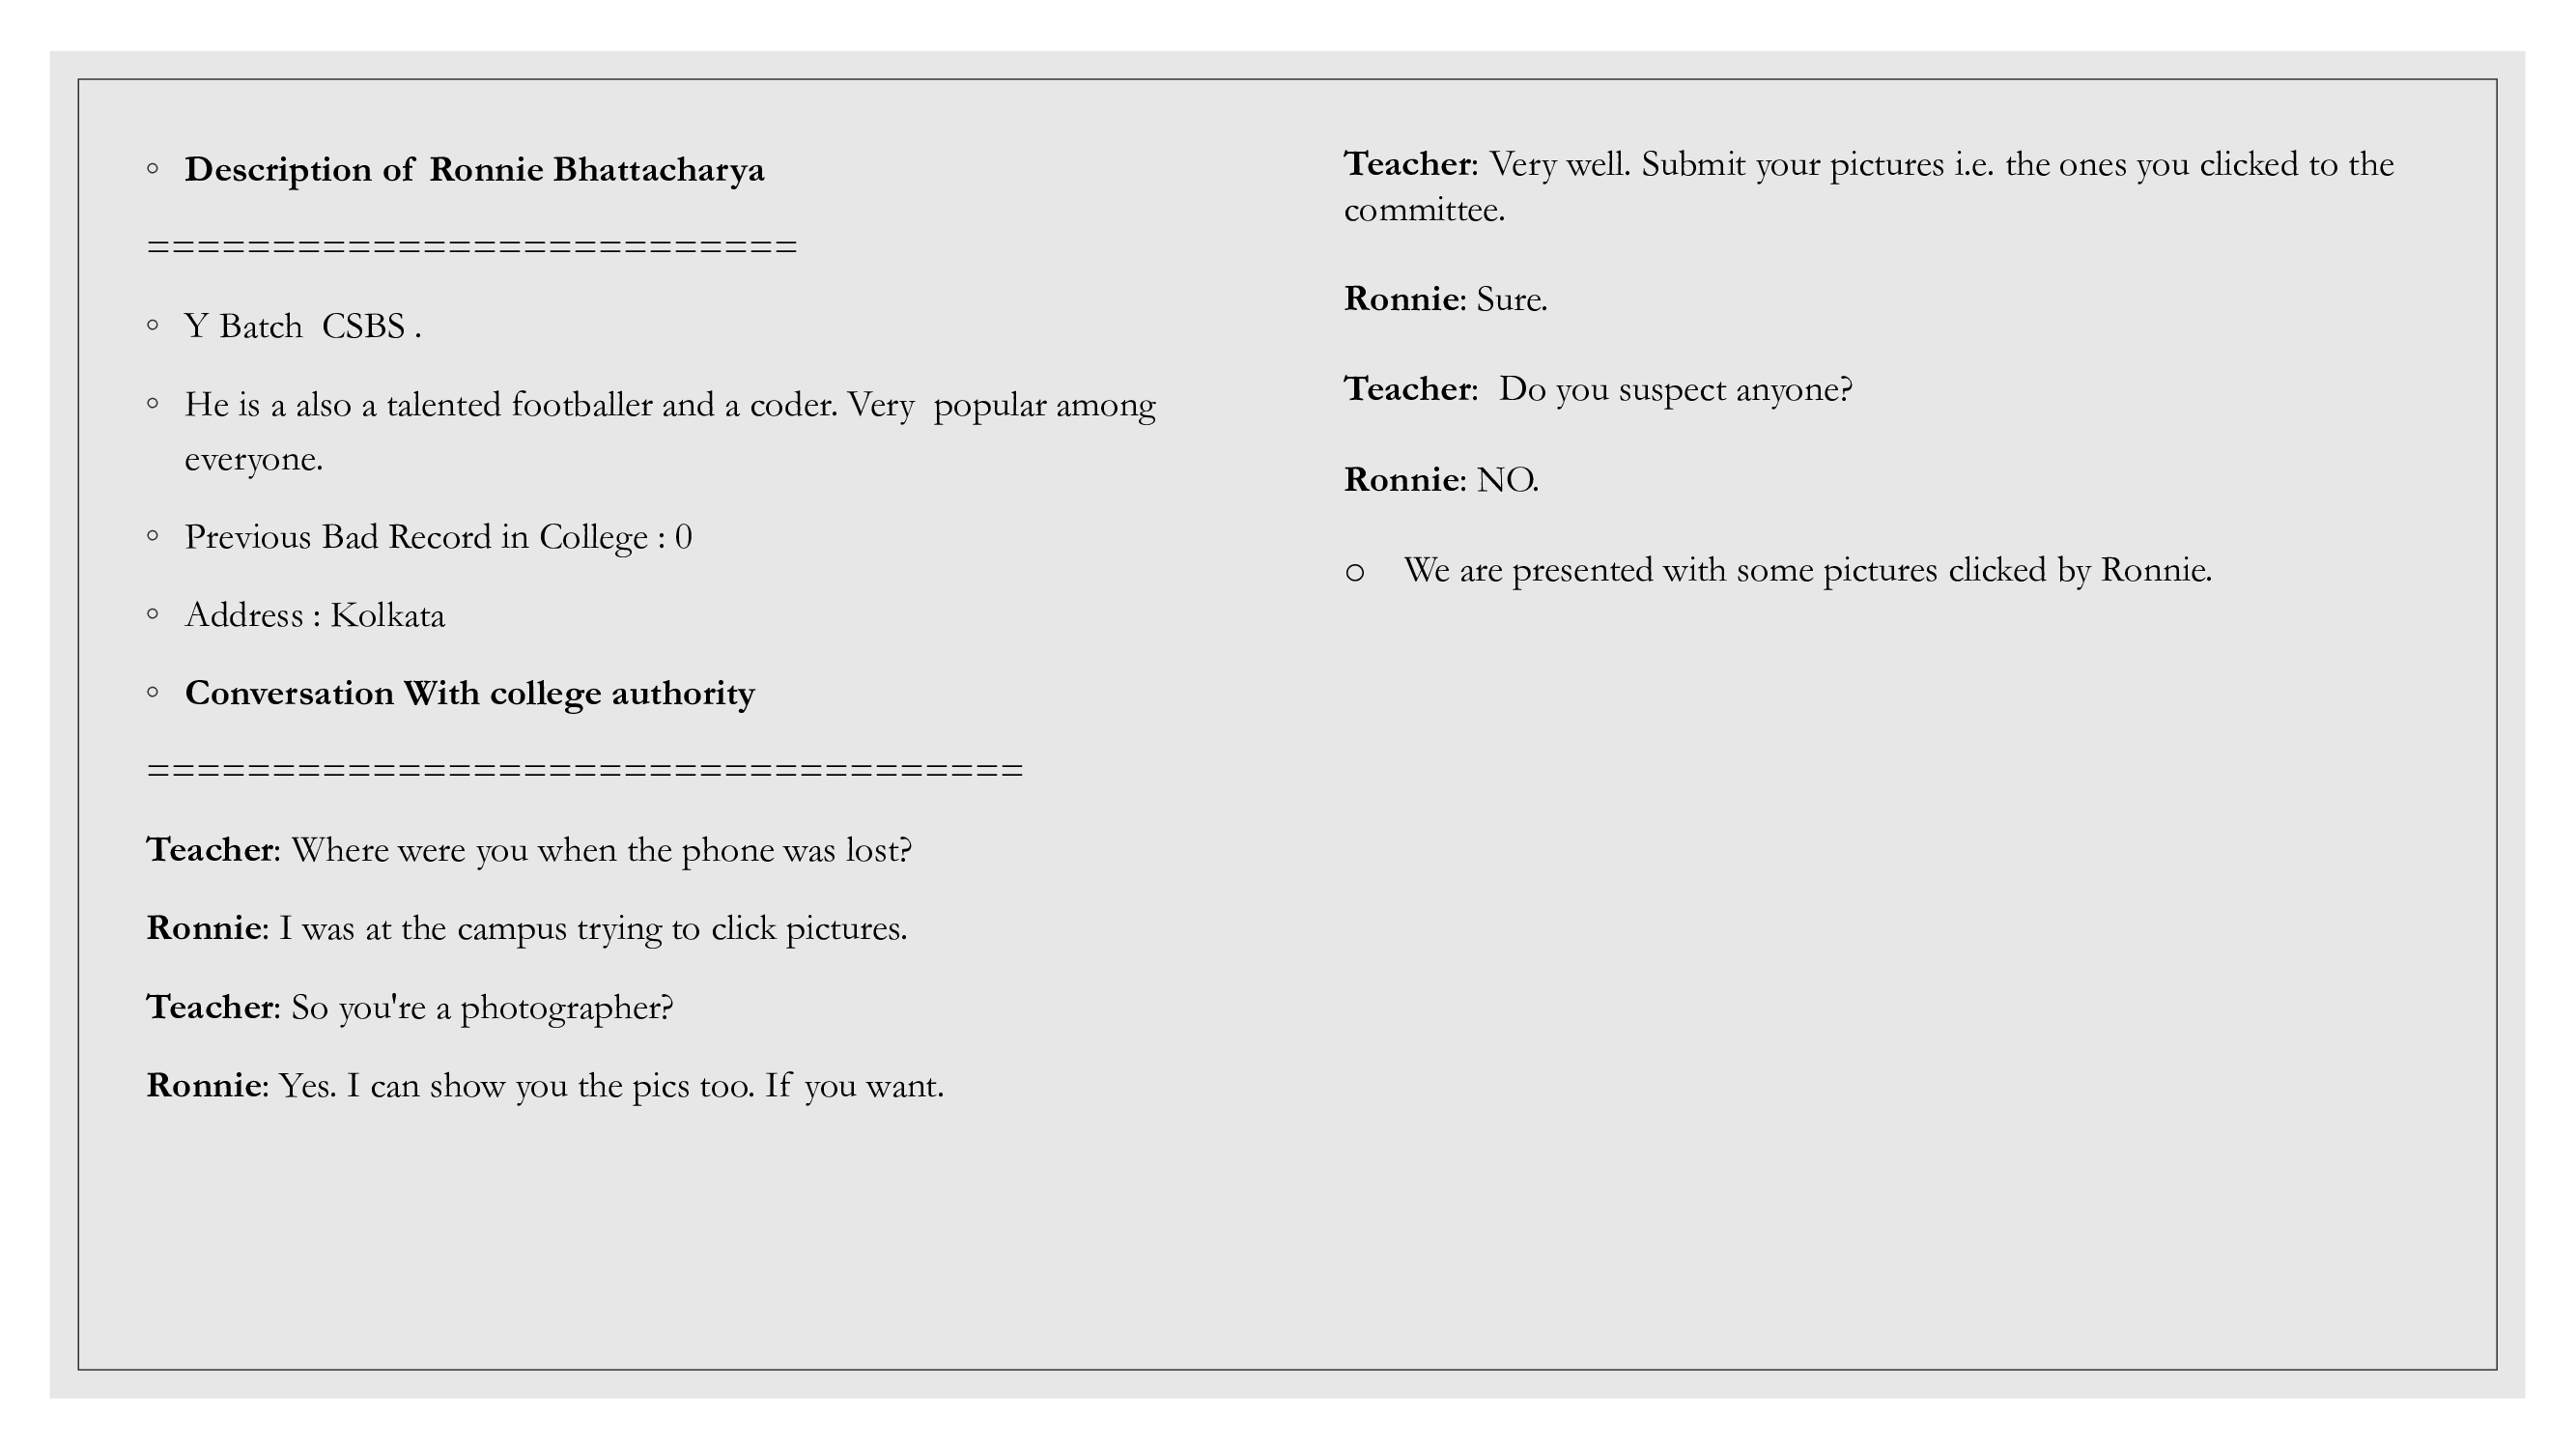 ◦ Description of Ronnie Bhattacharya
==========================
◦ Y Batch  CSBS .
◦ He is a also a talented footballer and a coder. Very  popular among
everyone.
◦ Previous Bad Record in College : 0
◦ Address : Kolkata
◦ Conversation With college authority
===================================
Teacher: Where were you when the phone was lost?
Ronnie: I was at the campus trying to click pictures.
Teacher: So you're a photographer?
Ronnie: Yes. I can show you the pics too. If you want.
Teacher: Very well. Submit your pictures i.e. the ones you clicked to the
committee.
Ronnie: Sure.
Teacher:  Do you suspect anyone?
Ronnie: NO.
o We are presented with some pictures clicked by Ronnie.